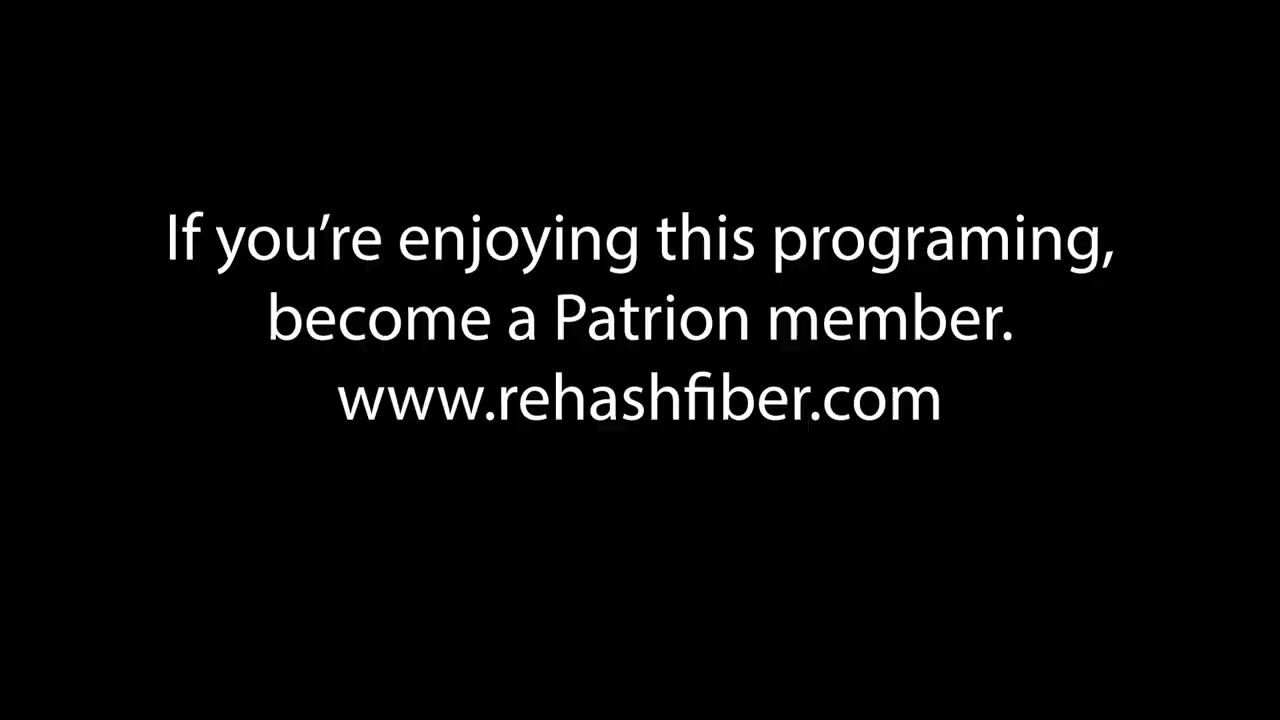 If you’re enjoying this programing,
become a Patrion member.
www.rehashfiber.com